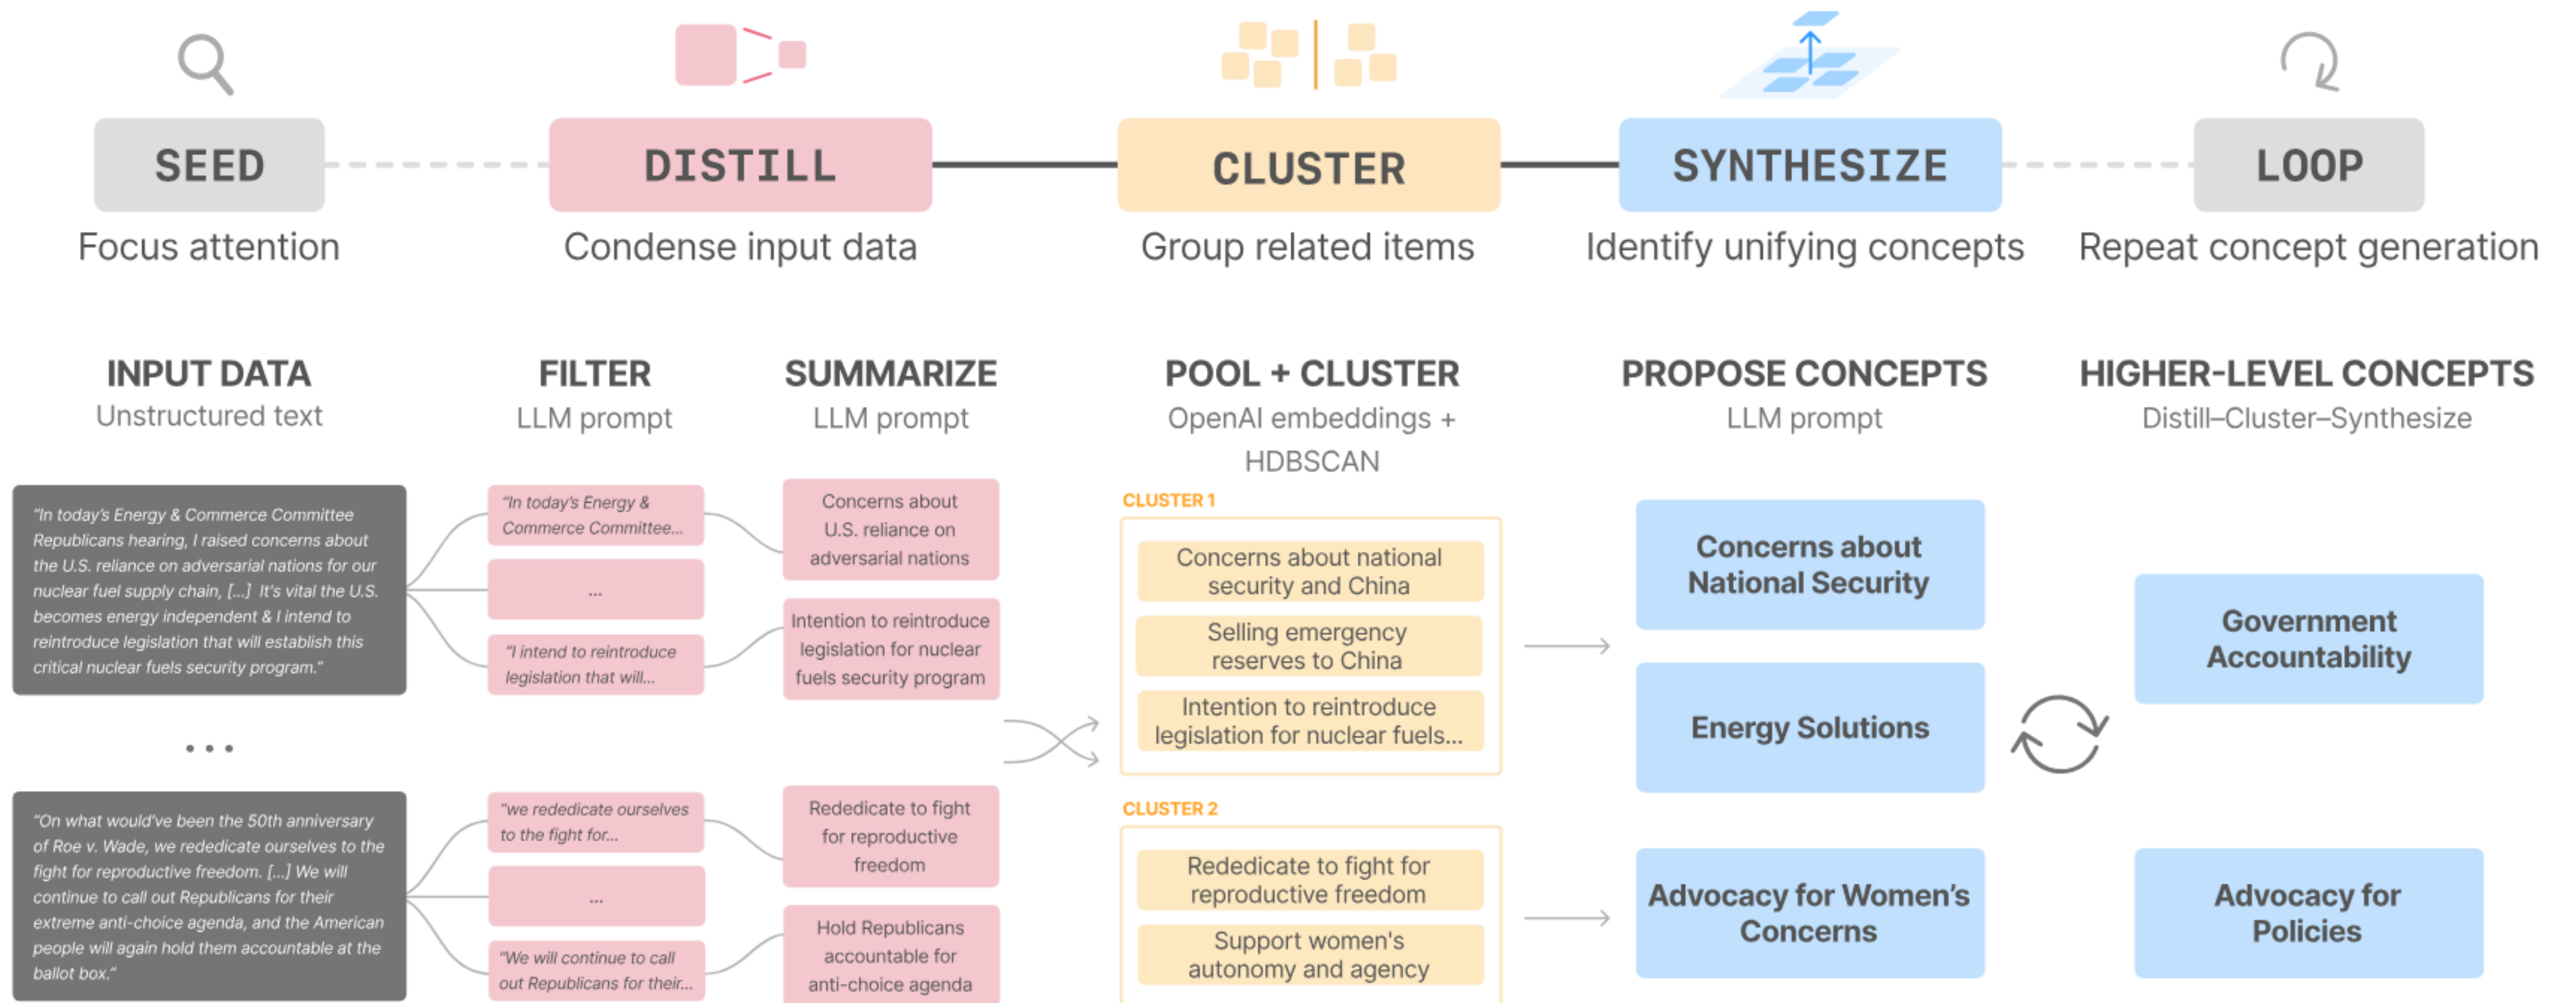 SEED
DISTILL
CLUSTER
SYNTHESIZE
LOOP
Focus attention
Condense input data
Group related items
Identify unifying concepts
Repeat concept generation
INPUT DATA
Unstructured text
FILTER
LLM prompt
SUMMARIZE
LLM prompt
POOL + CLUSTER
OpenAI embeddings +
HDBSCAN
PROPOSE CONCEPTS
LLM prompt
HIGHER-LEVEL CONCEPTS
Distill–Cluster–Synthesize
“In today’s Energy & Commerce Committee
Republicans hearing, I raised concerns about
the U.S. reliance on adversarial nations for our
nuclear fuel supply chain, [...] It’s vital the U.S.
becomes energy independent & I intend to
reintroduce legislation that will establish this
critical nuclear fuels security program.”
...
“On what would’ve been the 50th anniversary
of Roe v. Wade, we rededicate ourselves to the
fight for reproductive freedom. [...] We will
continue to call out Republicans for their
extreme anti-choice agenda, and the American
people will again hold them accountable at the
ballot box.”
“In today’s Energy &
Commerce Committee...
...
“I intend to reintroduce
legislation that will...
“we rededicate ourselves
to the fight for...
...
“We will continue to call
out Republicans for their...
Concerns about
U.S. reliance on
adversarial nations
Intention to reintroduce
legislation for nuclear
fuels security program
Rededicate to fight
for reproductive
freedom
Hold Republicans
accountable for
anti-choice agenda
CLUSTER 1
Concerns about national
security and China
Selling emergency
reserves to China
Intention to reintroduce
legislation for nuclear fuels...
CLUSTER 2
Rededicate to fight for
reproductive freedom
Support women's
autonomy and agency
Concerns about
National Security
Energy Solutions
Advocacy for Women’s
Concerns
Government
Accountability
Advocacy for
Policies